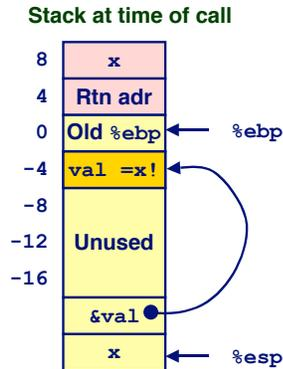 Stack at time of call
8 x
4 Rtn adr
0 Old %ebp %ebp
-4 val =x!
-8
-12 Unused
-16
&val
x %esp